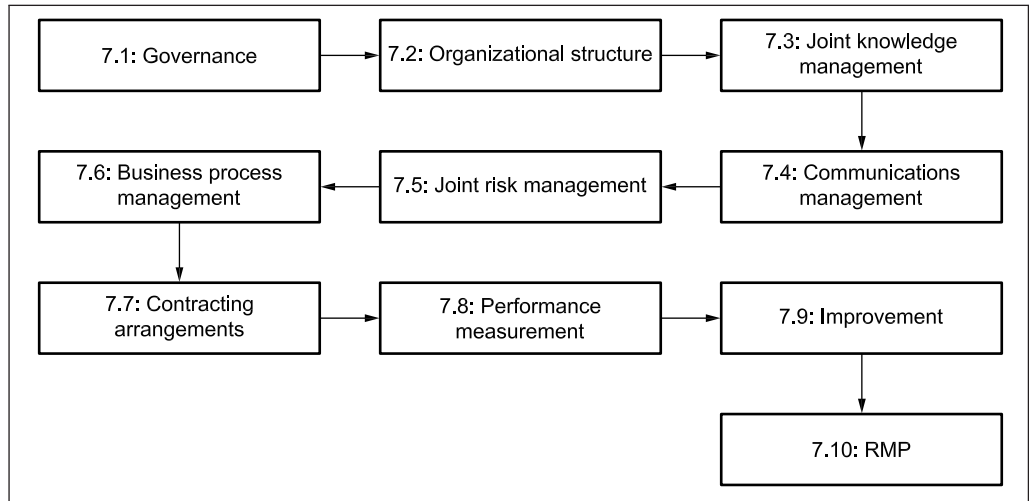 7.1: Governance
7.2: Organizational structure
7.3: Joint knowledge
management
7.6: Business process
management
7.5: Joint risk management
7.4: Communications
management
7.7: Contracting
arrangements
7.8: Performance
measurement
7.9: Improvement
7.10: RMP